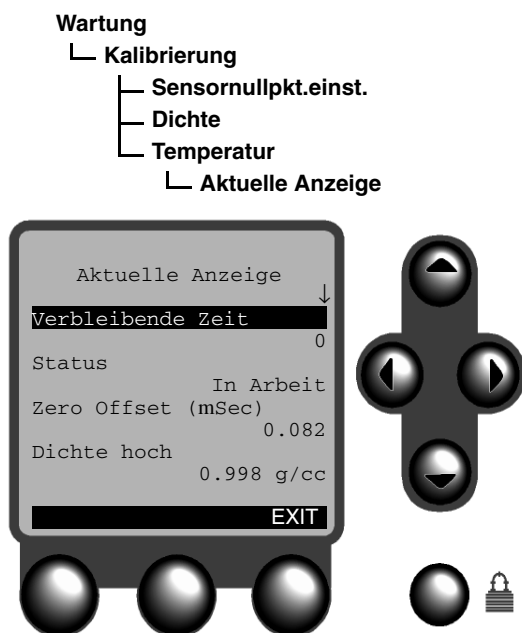 Wartung
Kalibrierung
Sensornullpkt.einst.
Dichte
Temperatur
Aktuelle Anzeige
Aktuelle Anzeige
↓
Verbleibende Zeit
0
Status
In Arbeit
Zero Offset (mSec)
0.082
Dichte hoch
0.998 g/cc
EXIT